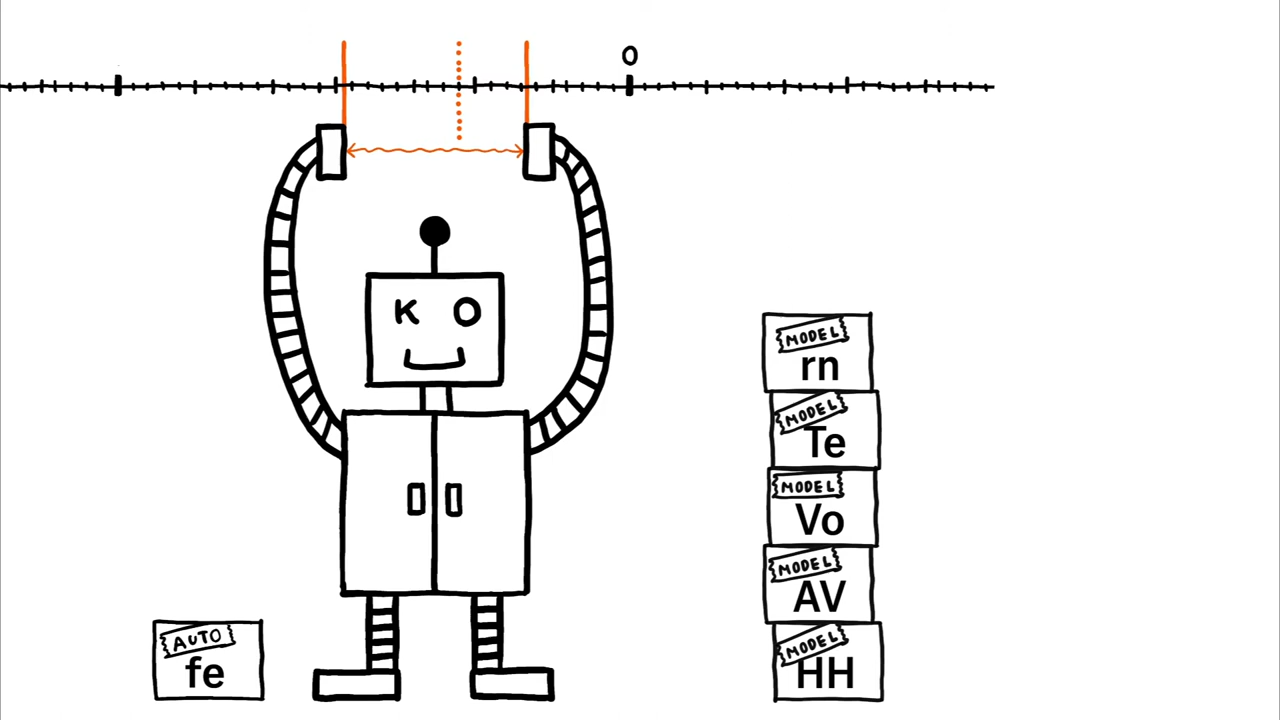 0
K O
MODEL
rn
MODEL
Te
MODEL
Vo
MODEL
AV
MODEL
HH
AUTO
fe